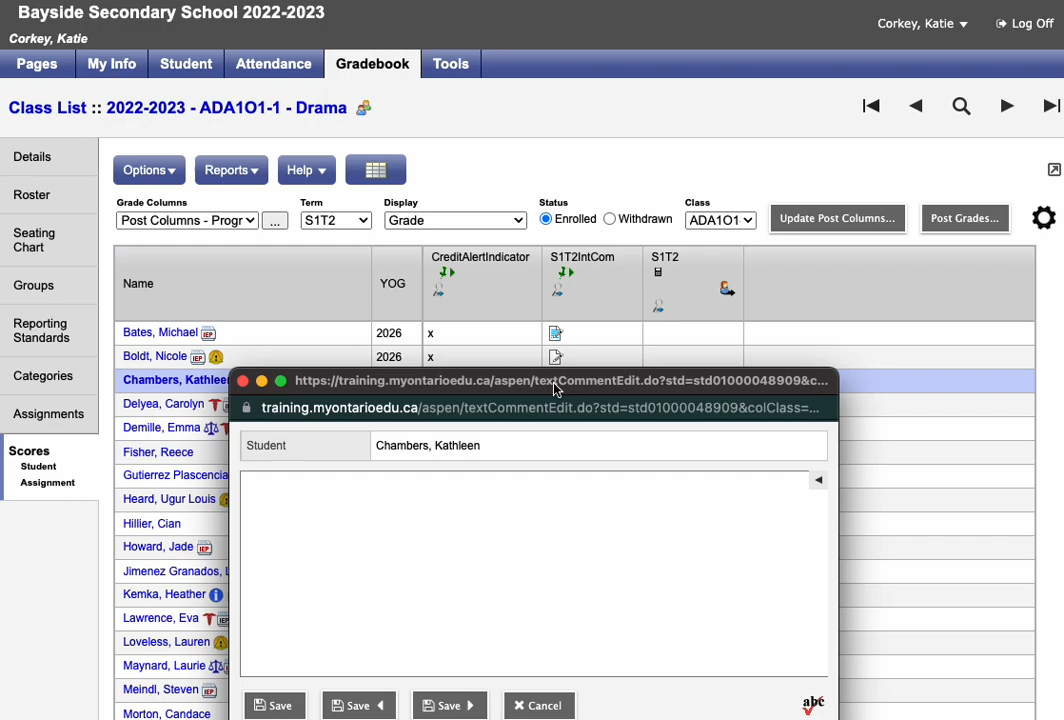 Bayside Secondary School 2022-2023
Corkey, Katie
Corkey, Katie
Log Off
Pages
My Info
Student
Attendance
Gradebook
Tools
Class List :: 2022-2023 - ADA1O1-1 - Drama
Details
Roster
Seating
Chart
Groups
Reporting
Standards
Categories
Assignments
Scores
Student
Assignment
Options
Reports
Help
Grade Columns
Term
Display
Status
Class
Post Columns - Progr
...
S1T2
Grade
Enrolled
Withdrawn
ADA1O1
Update Post Columns...
Post Grades...
Name
YOG
CreditAlertIndicator
S1T2IntCom
S1T2
Bates, Michael IEP 2026 x
Boldt, Nicole IEP 2026 x
Chambers, Kathleen
Delyea, Carolyn
Demille, Emma
Fisher, Reece
Gutierrez Plascencia
Heard, Ugur Louis
Hillier, Cian
Howard, Jade IEP
Jimenez Granados,
Kemka, Heather
Lawrence, Eva IEP
Loveless, Lauren
Maynard, Laurie
Meindl, Steven IEP
Morton, Candace
https://training.myontarioedu.ca/aspen/textCommentEdit.do?std=std01000048909&c...
training.myontarioedu.ca/aspen/textCommentEdit.do?std=std01000048909&colClass=...
Student
Chambers, Kathleen
Save
Save
Save
Cancel
abc